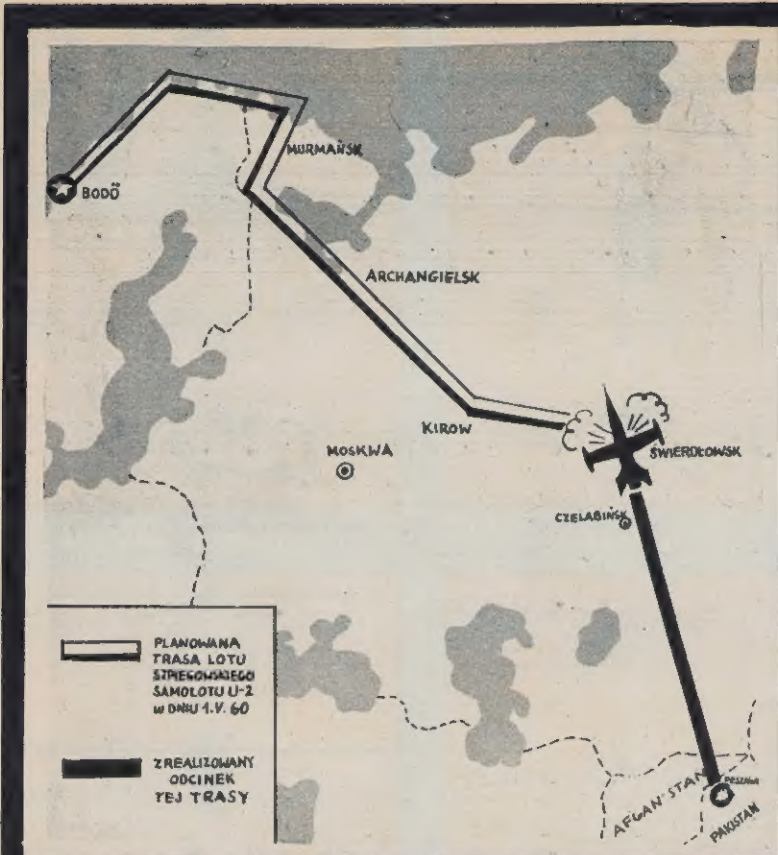 MURMAŃSK
BODÖ
ARCHANGIELSK
KIROW
MOSKWA
ŚWIERDŁOWSK
CZELABIŃSK
PLANOWANA
TRASA LOTU
SZPIEGOWSKIEGO
SAMOLOTU U-2
W DNIU 1.V.60
ZREALIZOWANY
ODCINEK
TEJ TRASY
AFGANISTAN
PAKISTAN